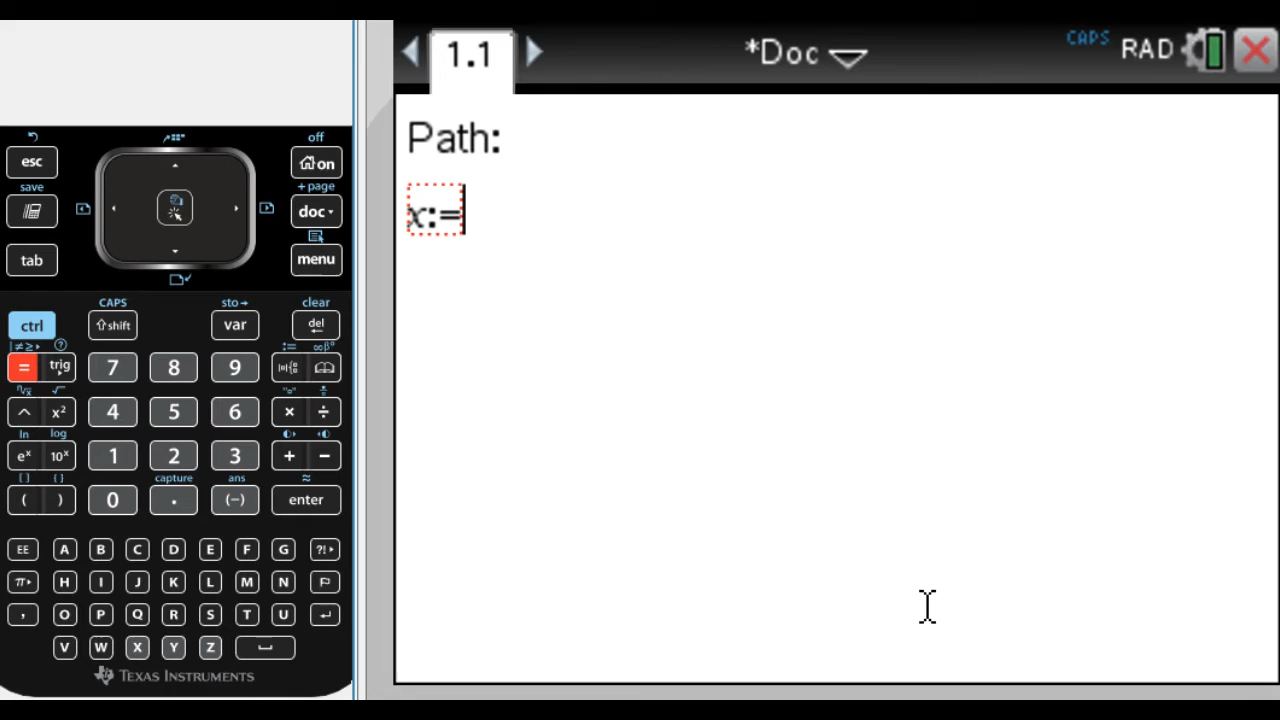 1.1
*Doc
CAPS RAD
Path:
x:=
off
esc
on
save
+ page
doc
tab
menu
CAPS
sto→
clear
ctrl
shift
var
del
|≠≥▸
:=
∞β°
=
trig
7
8
9
ⁿ√x
√
"≡"
^
x²
4
5
6
×
÷
ln
log
eˣ
10ˣ
1
2
3
+
−
[ ]
{ }
capture
ans
≈
(
)
0
.
(−)
enter
EE
A
B
C
D
E
F
G
?!▸
π▸
H
I
J
K
L
M
N
,
O
P
Q
R
S
T
U
V
W
X
Y
Z
TEXAS INSTRUMENTS